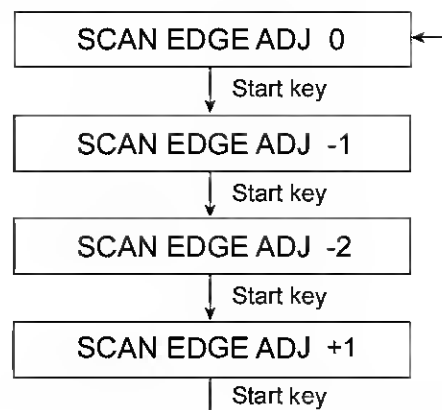 SCAN EDGE ADJ 0
Start key
SCAN EDGE ADJ -1
Start key
SCAN EDGE ADJ -2
Start key
SCAN EDGE ADJ +1
Start key